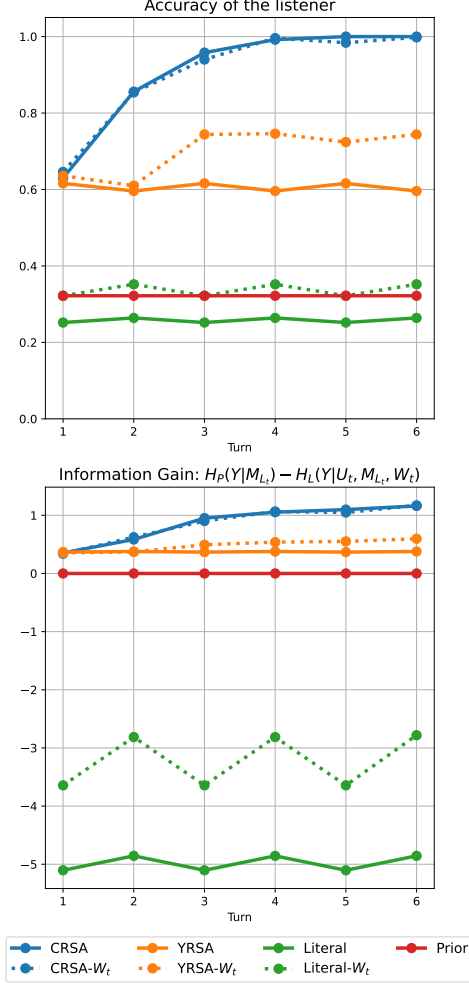 Accuracy of the listener
1.0
0.8
0.6
0.4
0.2
0.0
1 2 3 4 5 6
Turn
Information Gain: $H_P(Y|M_{L_t}) - H_L(Y|U_t, M_{L_t}, W_t)$
1
0
−1
−2
−3
−4
−5
1 2 3 4 5 6
Turn
CRSA YRSA Literal Prior
CRSA-$W_t$ YRSA-$W_t$ Literal-$W_t$